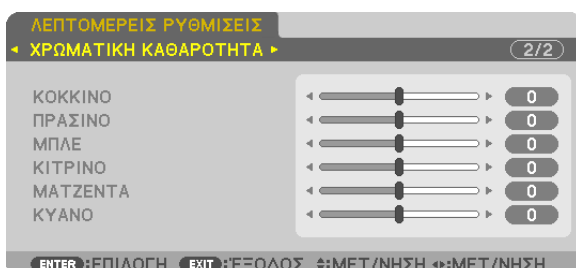 ΛΕΠΤΟΜΕΡΕΙΣ ΡΥΘΜΙΣΕΙΣ
ΧΡΩΜΑΤΙΚΗ ΚΑΘΑΡΟΤΗΤΑ 2/2
ΚΟΚΚΙΝΟ 0
ΠΡΑΣΙΝΟ 0
ΜΠΛΕ 0
ΚΙΤΡΙΝΟ 0
ΜΑΤΖΕΝΤΑ 0
ΚΥΑΝΟ 0
ENTER :ΕΠΙΛΟΓΗ EXIT :ΈΞΟΔΟΣ :ΜΕΤ/ΝΗΣΗ :ΜΕΤ/ΝΗΣΗ